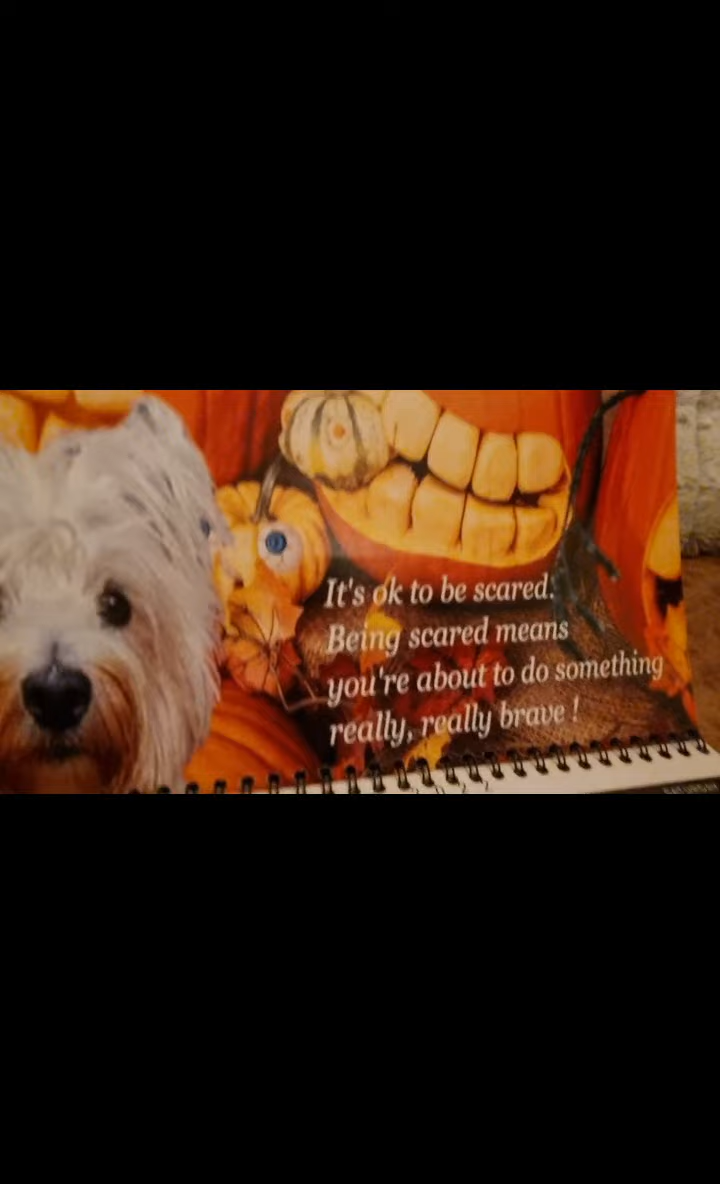 It's ok to be scared.
Being scared means
you're about to do something
really, really brave !